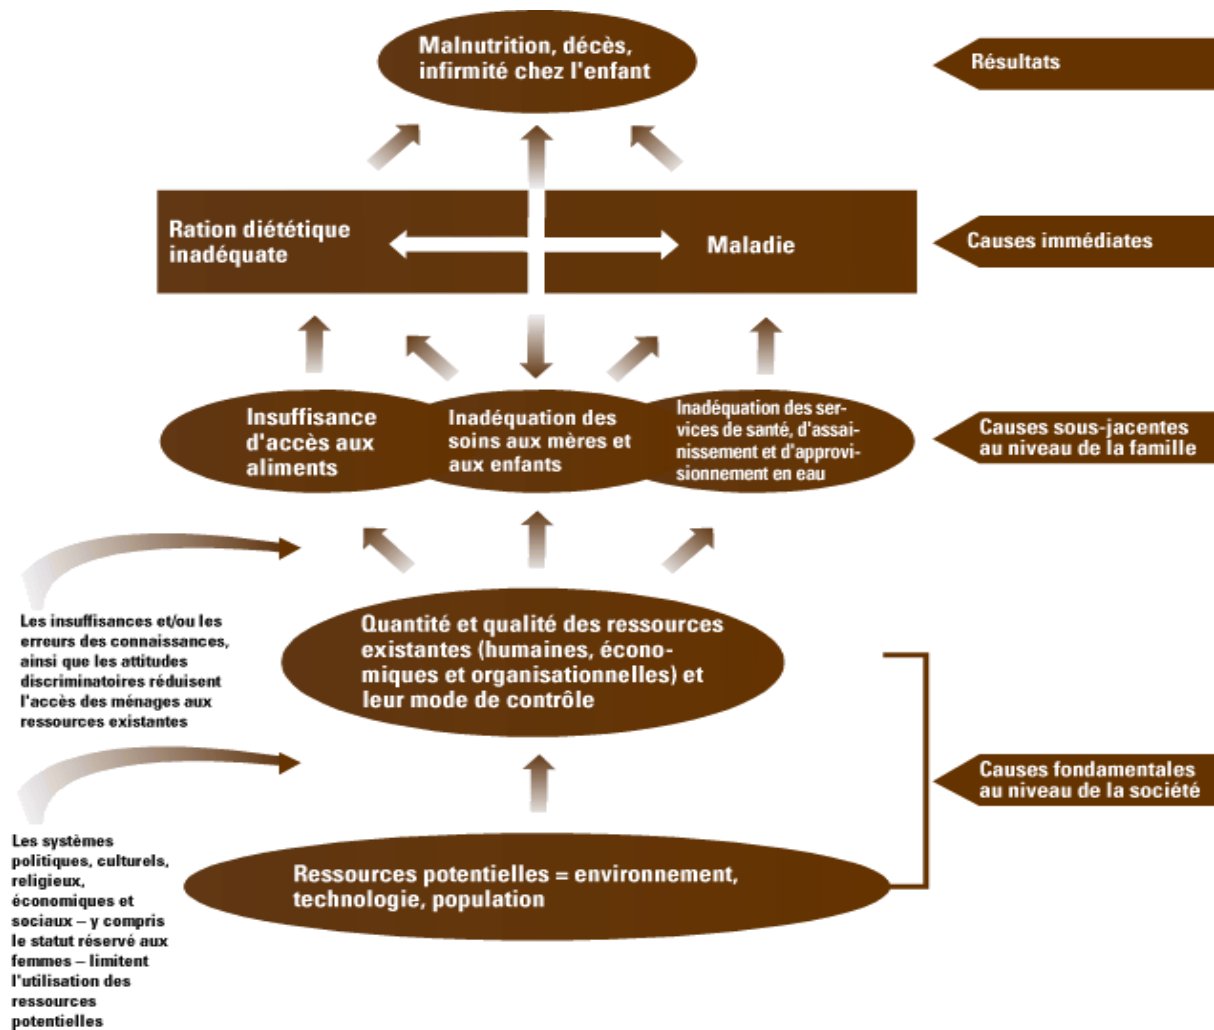 Malnutrition, décès,
infirmité chez l'enfant
Résultats
Ration diététique
inadéquate
Maladie
Causes immédiates
Insuffisance
d'accès aux
aliments
Inadéquation des
soins aux mères et
aux enfants
Inadéquation des ser-
vices de santé, d'assai-
nissement et d'approvi-
sionnement en eau
Causes sous-jacentes
au niveau de la famille
Les insuffisances et/ou les
erreurs des connaissances,
ainsi que les attitudes
discriminatoires réduisent
l'accès des ménages aux
ressources existantes
Quantité et qualité des ressources
existantes (humaines, écono-
miques et organisationnelles) et
leur mode de contrôle
Causes fondamentales
au niveau de la société
Les systèmes
politiques, culturels,
religieux,
économiques et
sociaux – y compris
le statut réservé aux
femmes – limitent
l'utilisation des
ressources
potentielles
Ressources potentielles = environnement,
technologie, population